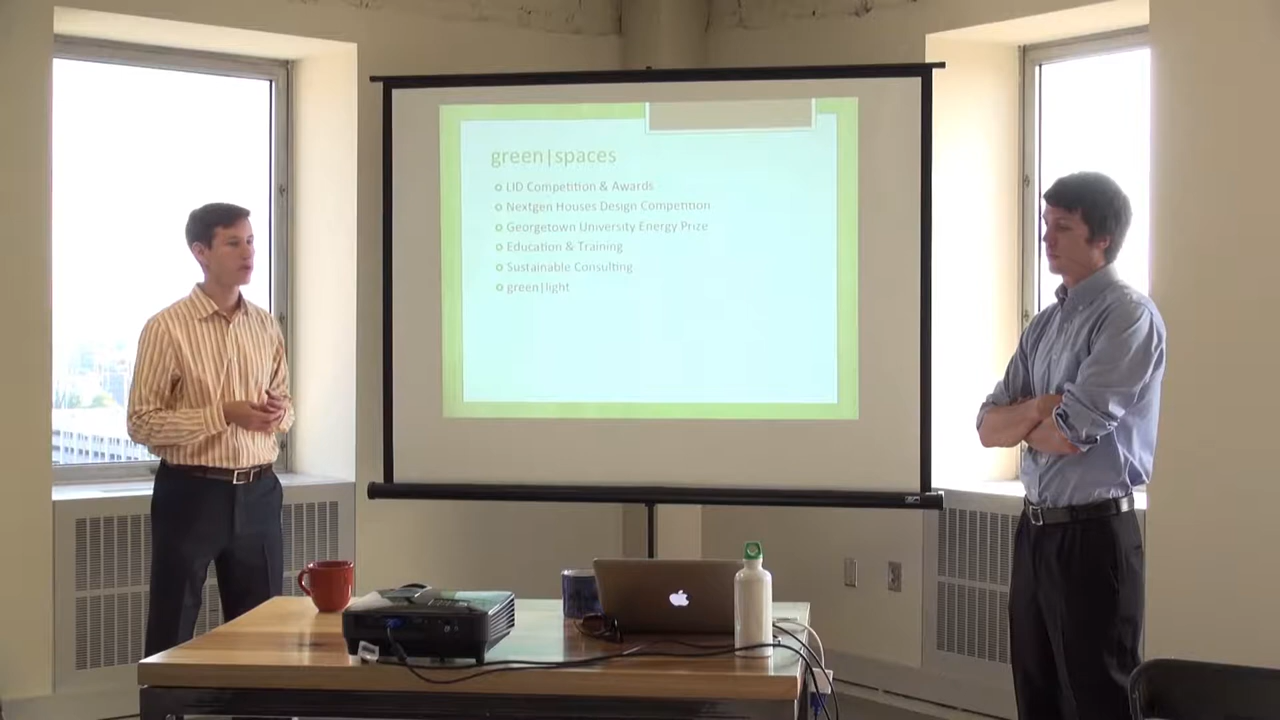 green|spaces
LID Competition & Awards
Nextgen Houses Design Competition
Georgetown University Energy Prize
Education & Training
Sustainable Consulting
green|light